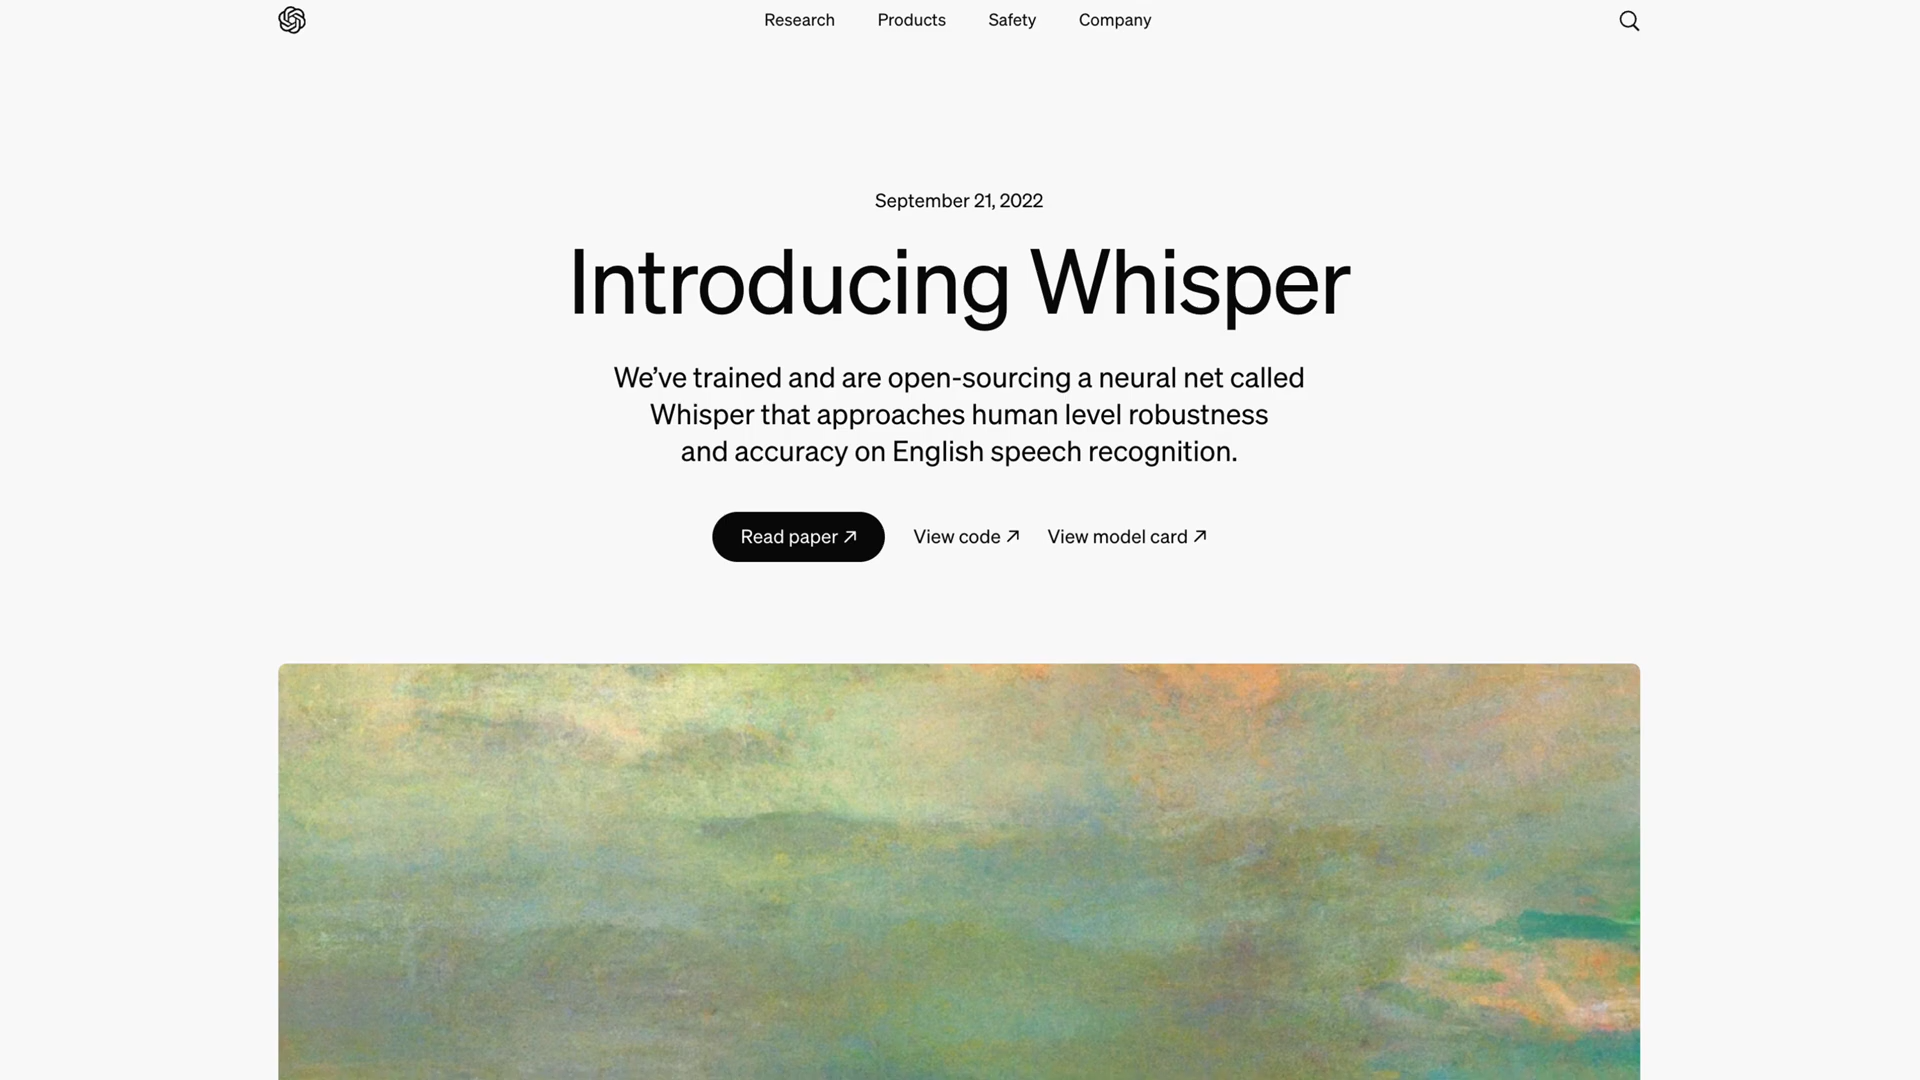 Research Products Safety Company
September 21, 2022
Introducing Whisper
We’ve trained and are open-sourcing a neural net called
Whisper that approaches human level robustness
and accuracy on English speech recognition.
Read paper ↗ View code ↗ View model card ↗